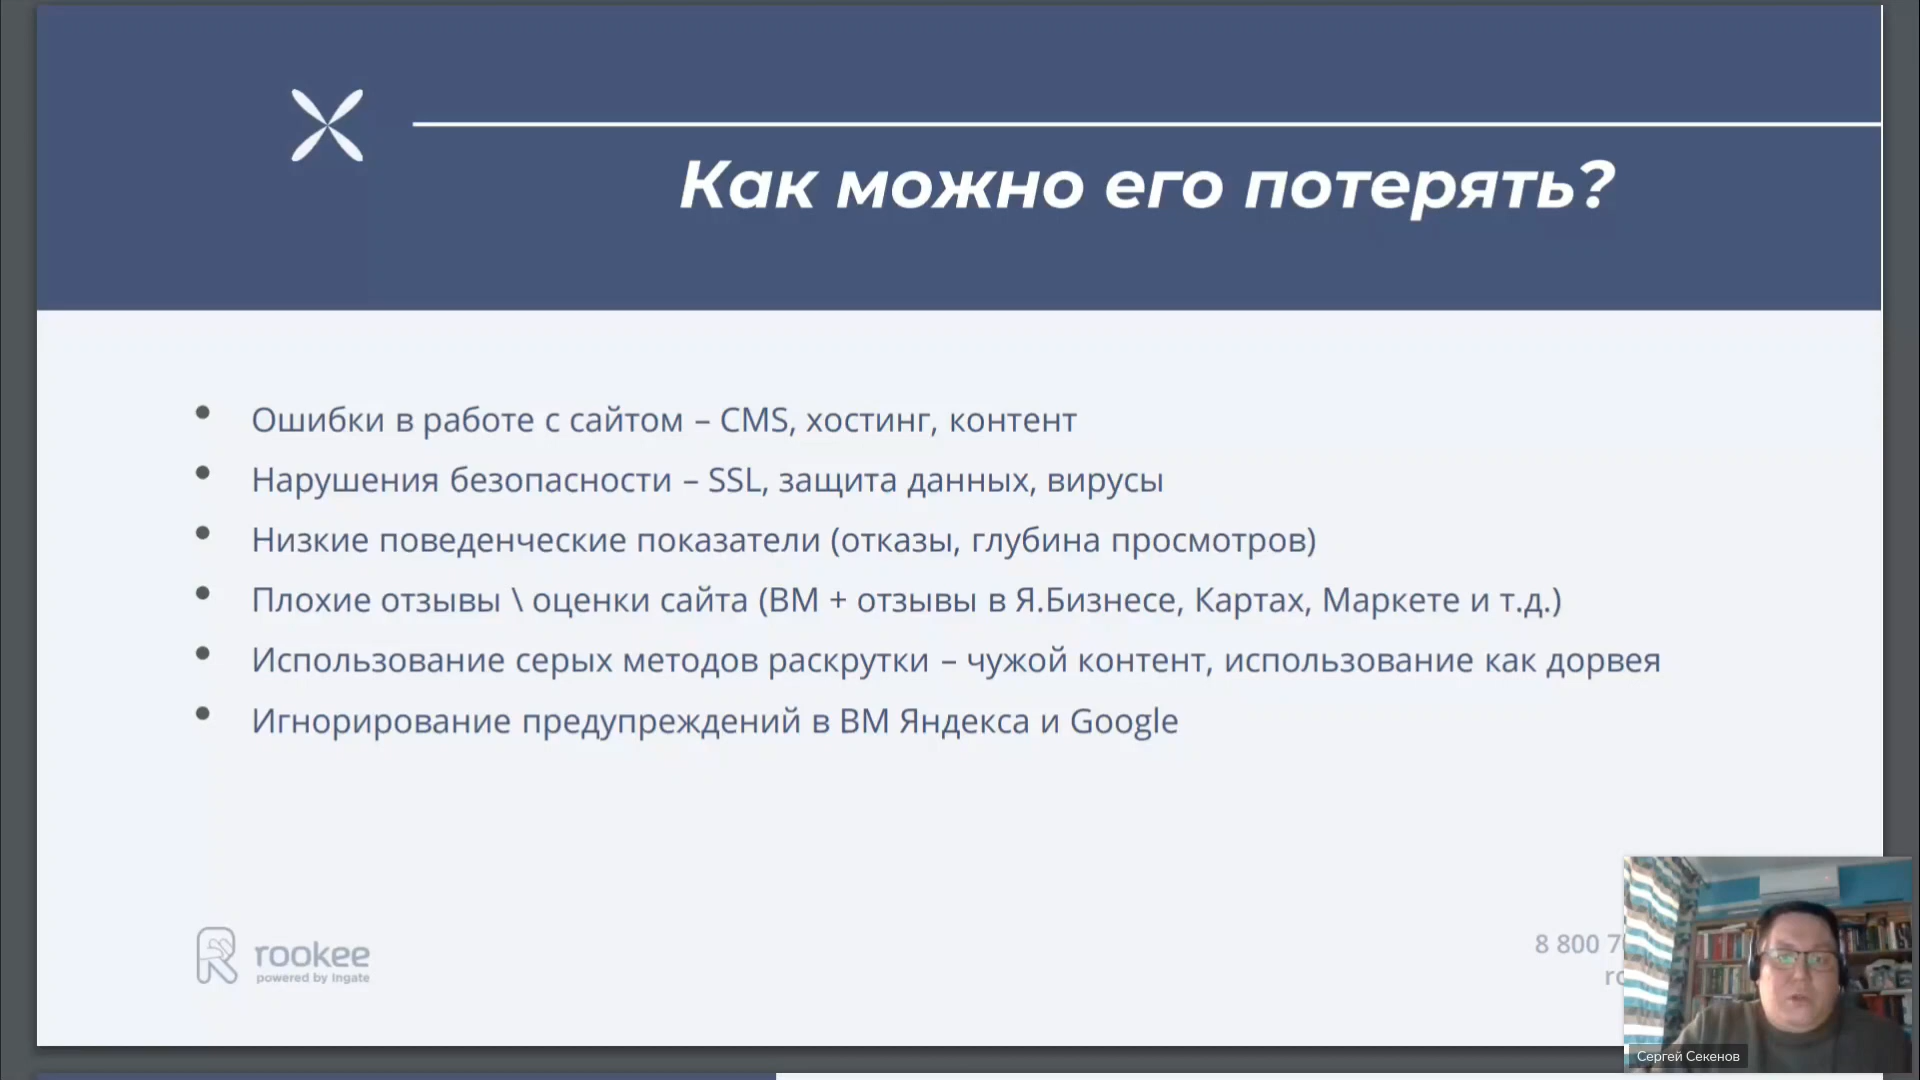 Как можно его потерять?
Ошибки в работе с сайтом – CMS, хостинг, контент
Нарушения безопасности – SSL, защита данных, вирусы
Низкие поведенческие показатели (отказы, глубина просмотров)
Плохие отзывы \ оценки сайта (ВМ + отзывы в Я.Бизнесе, Картах, Маркете и т.д.)
Использование серых методов раскрутки – чужой контент, использование как дорвея
Игнорирование предупреждений в ВМ Яндекса и Google
rookee
powered by Ingate
8 800 7
Сергей Секенов